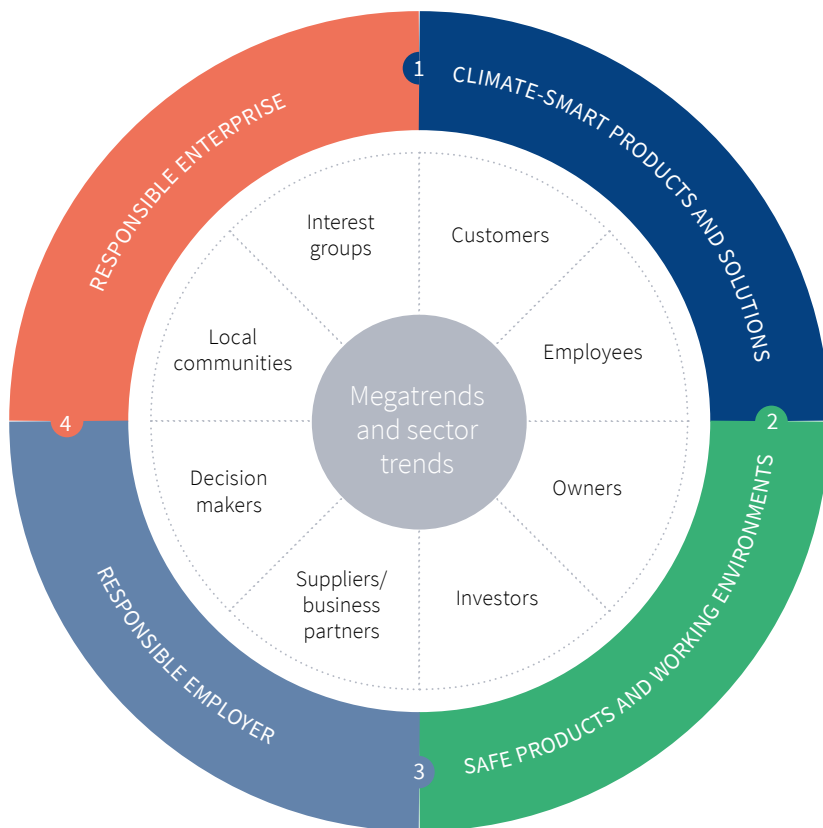 1
CLIMATE-SMART PRODUCTS AND SOLUTIONS
2
SAFE PRODUCTS AND WORKING ENVIRONMENTS
3
RESPONSIBLE EMPLOYER
4
RESPONSIBLE ENTERPRISE
Customers
Employees
Owners
Investors
Suppliers/
business
partners
Decision
makers
Local
communities
Interest
groups
Megatrends
and sector
trends